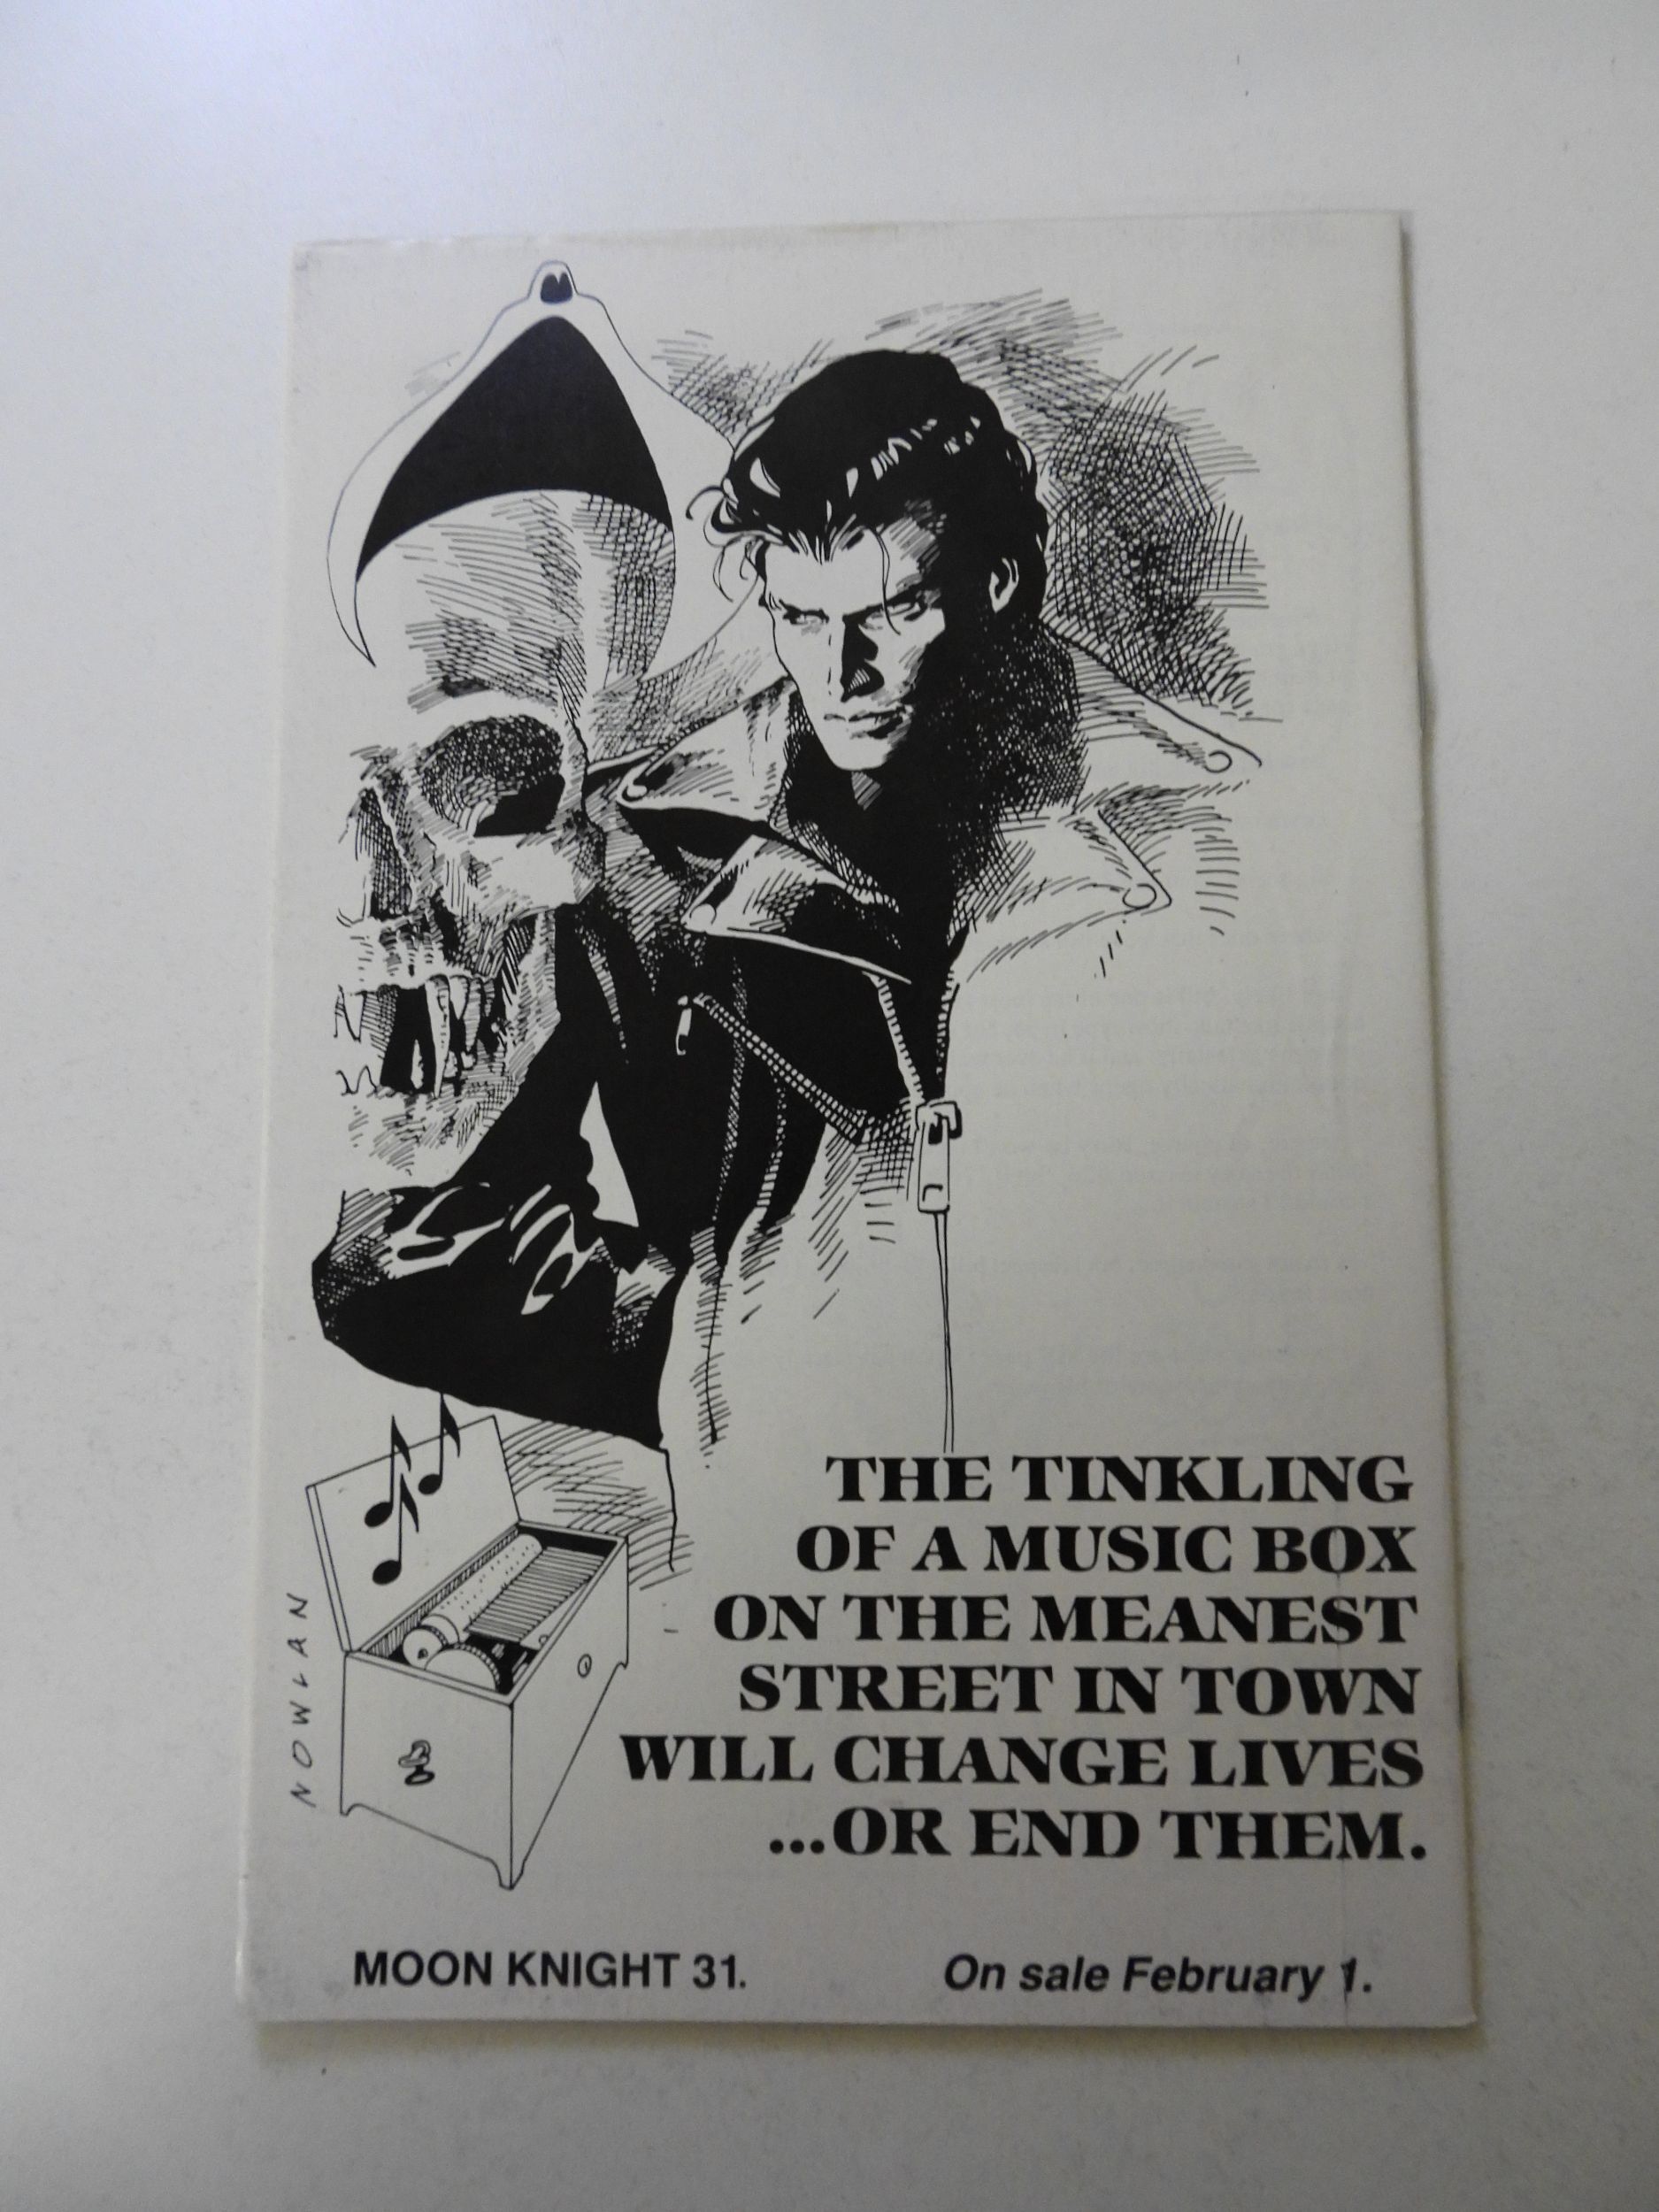 THE TINKLING
OF A MUSIC BOX
ON THE MEANEST
STREET IN TOWN
WILL CHANGE LIVES
...OR END THEM.
NOWLAN
MOON KNIGHT 31.
On sale February 1.